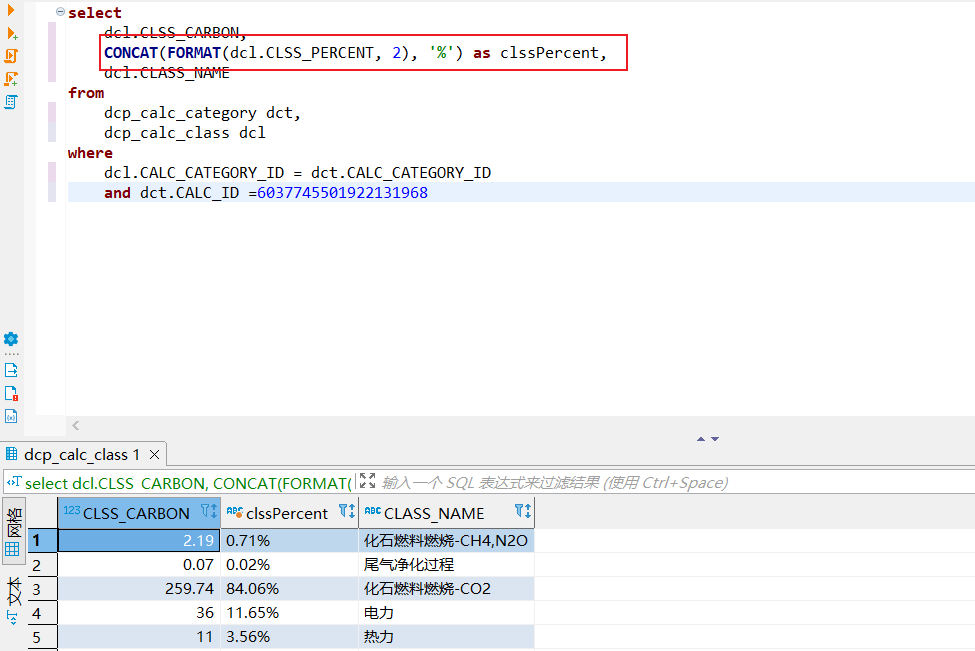 select
dcl.CLSS_CARBON,
CONCAT(FORMAT(dcl.CLSS_PERCENT, 2), '%') as clssPercent,
dcl.CLASS_NAME
from
dcp_calc_category dct,
dcp_calc_class dcl
where
dcl.CALC_CATEGORY_ID = dct.CALC_CATEGORY_ID
and dct.CALC_ID =6037745501922131968
dcp_calc_class 1
select dcl.CLSS_CARBON, CONCAT(FORMAT( 输入一个 SQL 表达式来过滤结果 (使用 Ctrl+Space)
网格
文本
123 CLSS_CARBON ABC clssPercent ABC CLASS_NAME
1 2.19 0.71% 化石燃料燃烧-CH4,N2O
2 0.07 0.02% 尾气净化过程
3 259.74 84.06% 化石燃料燃烧-CO2
4 36 11.65% 电力
5 11 3.56% 热力